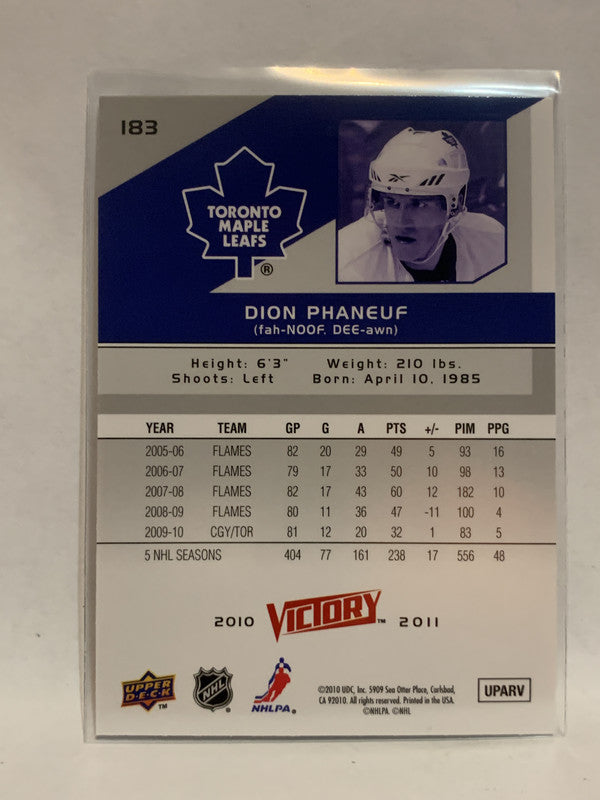 183
TORONTO
MAPLE
LEAFS
®
DION PHANEUF
(fah-NOOF, DEE-awn)
Height: 6'3" Weight: 210 lbs.
Shoots: Left Born: April 10, 1985
YEAR TEAM GP G A PTS +/- PIM PPG
2005-06 FLAMES 82 20 29 49 5 93 16
2006-07 FLAMES 79 17 33 50 10 98 13
2007-08 FLAMES 82 17 43 60 12 182 10
2008-09 FLAMES 80 11 36 47 -11 100 4
2009-10 CGY/TOR 81 12 20 32 1 83 5
5 NHL SEASONS 404 77 161 238 17 556 48
2010 VICTORY™ 2011
UPPER
DECK
™
NHL
®
NHLPA.
©2010 UDC, Inc. 5909 Sea Otter Place, Carlsbad,
CA 92010. All rights reserved. Printed in the USA.
©NHLPA. ©NHL
UPARV